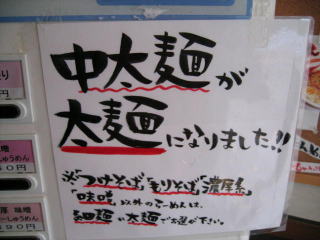 中太麺が
太麺になりました!!
※"つけそば""もりそば""濃厚系"
"味噌"以外のらーめんは、
細麺か太麺でお選び下さい。